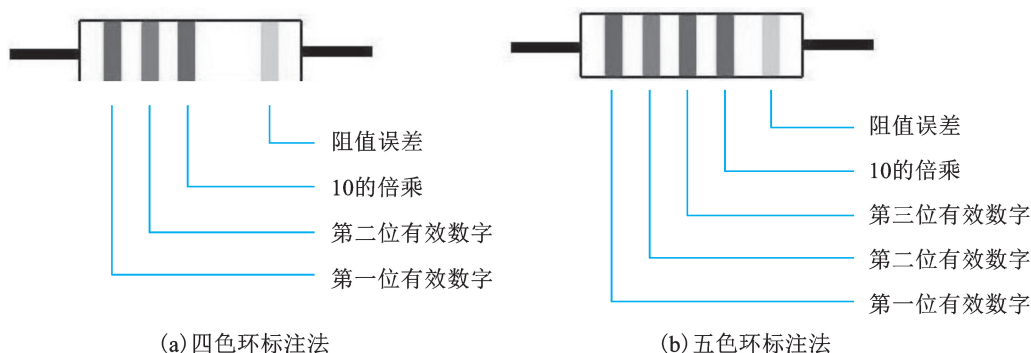 阻值误差
10的倍乘
第二位有效数字
第一位有效数字
(a)四色环标注法
阻值误差
10的倍乘
第三位有效数字
第二位有效数字
第一位有效数字
(b)五色环标注法